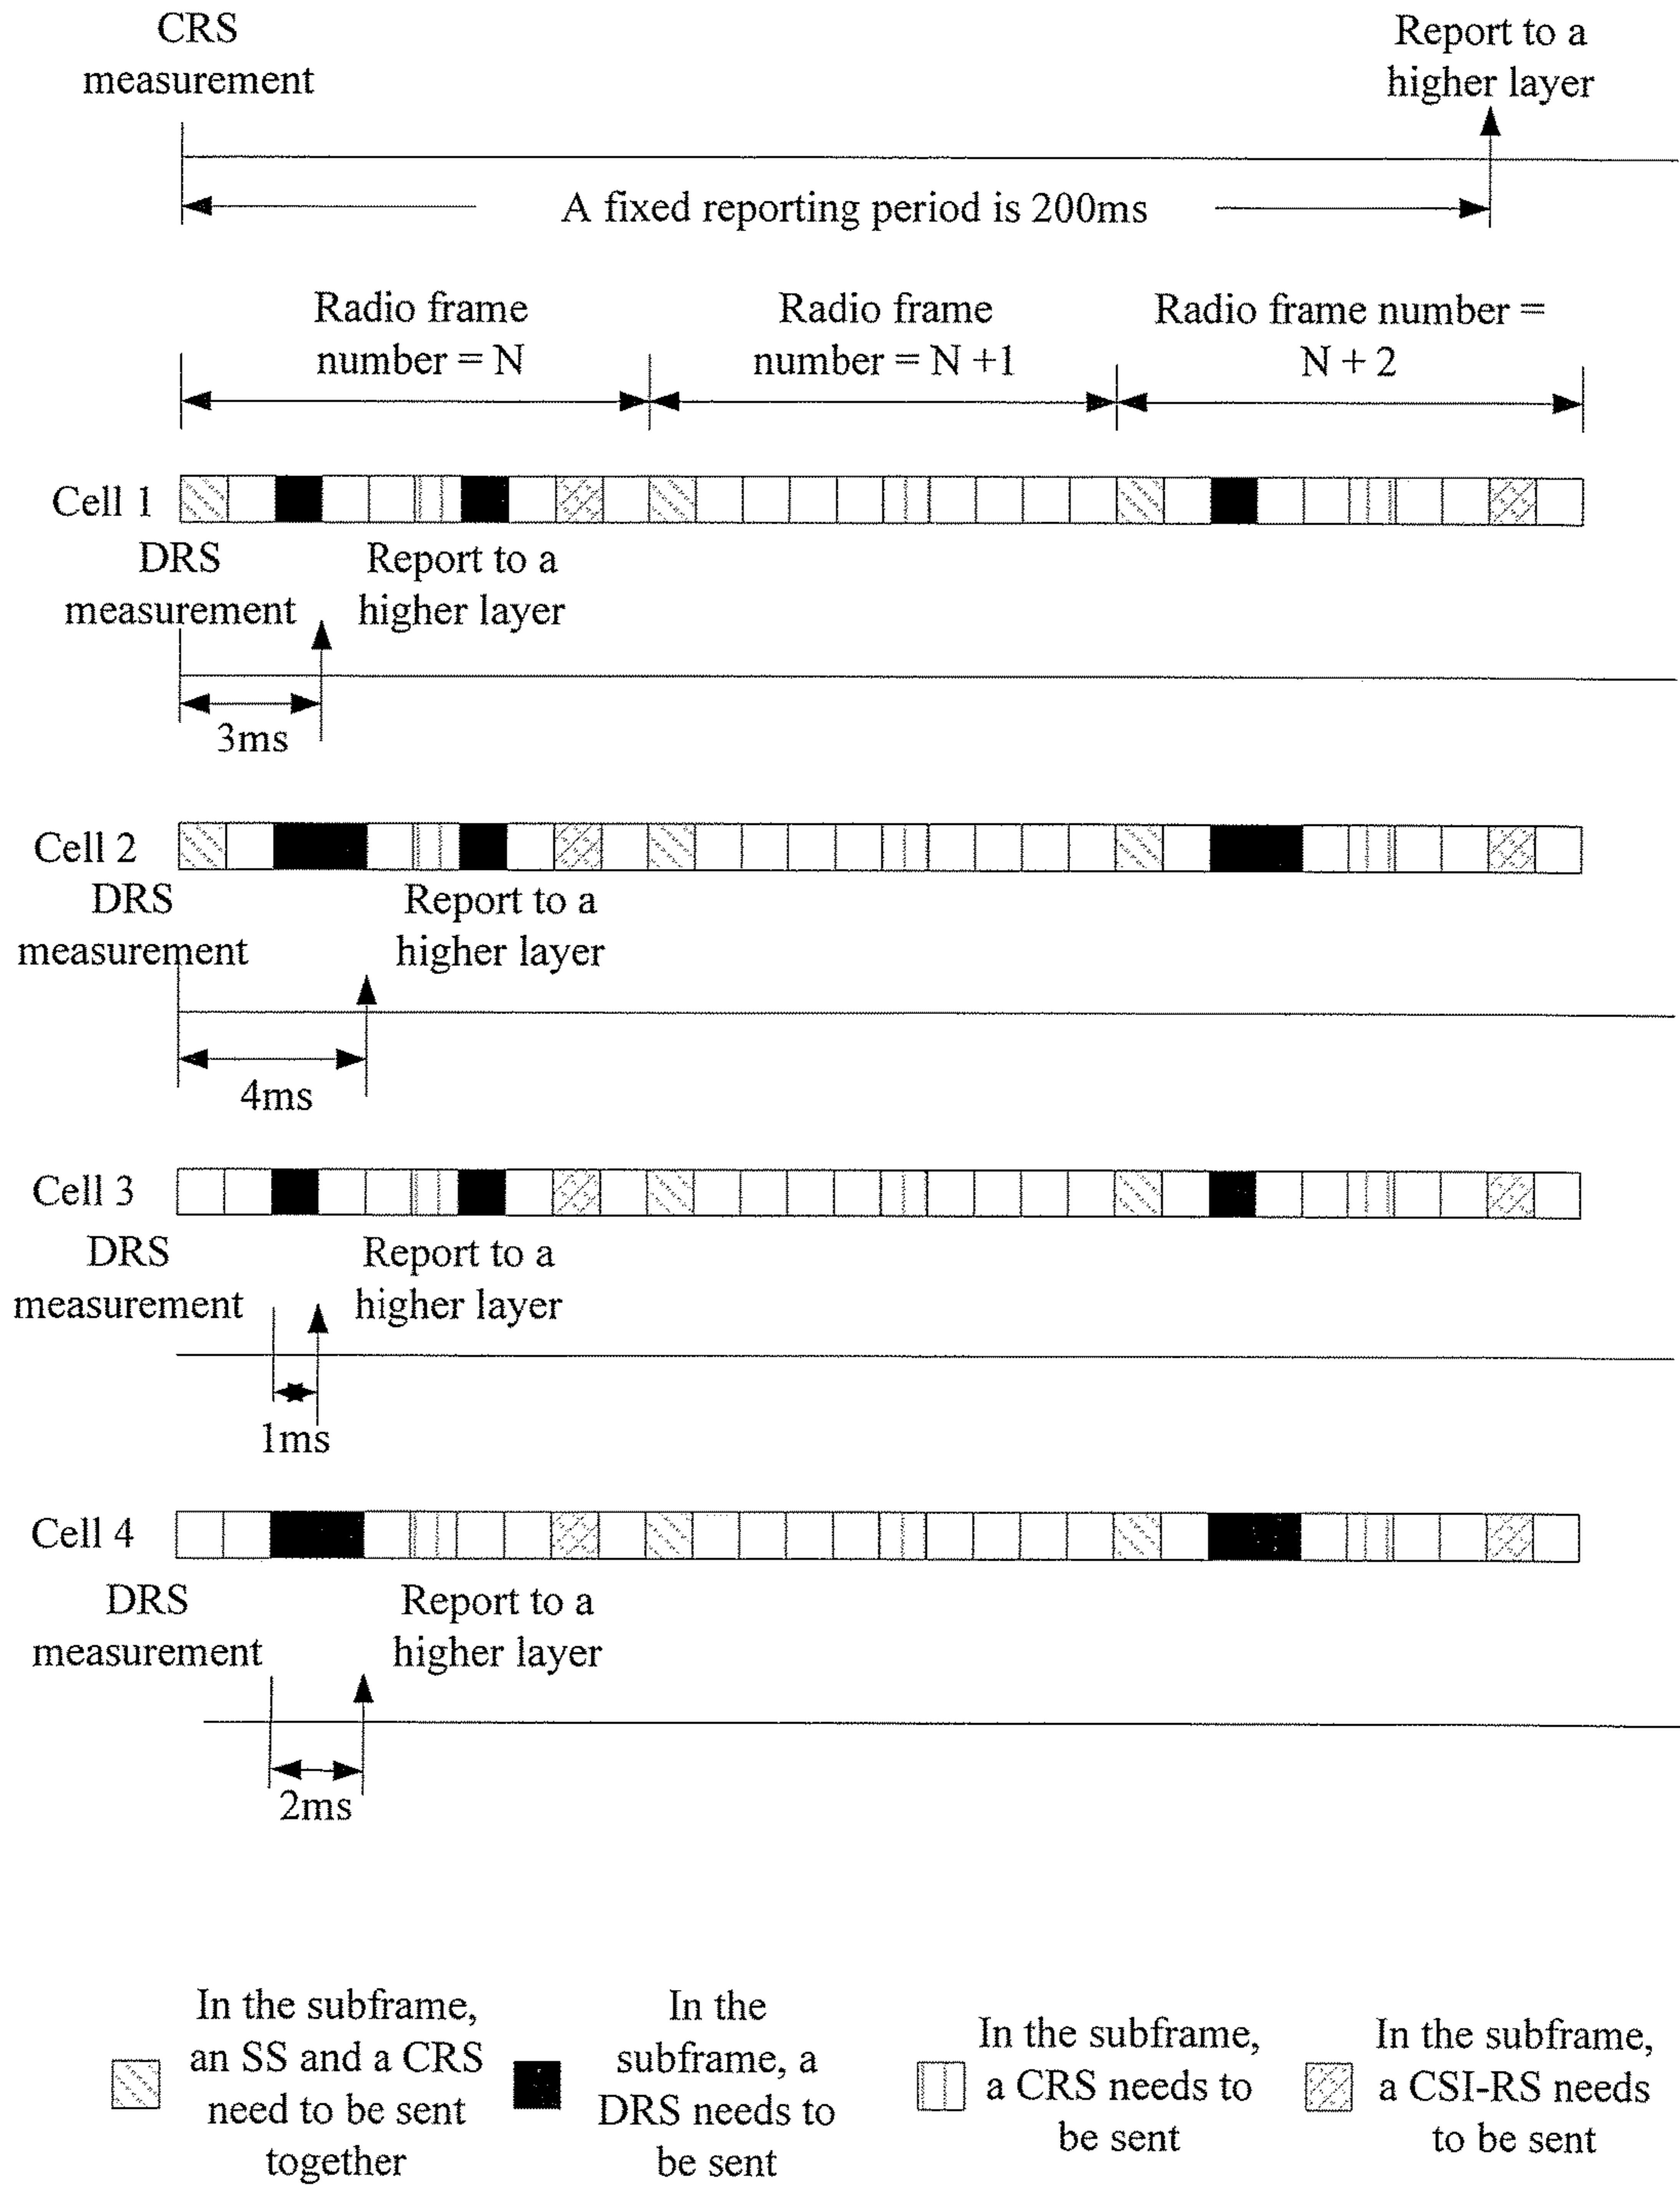 CRS
measurement
Report to a
higher layer
A fixed reporting period is 200ms
Radio frame
number = N
Radio frame
number = N +1
Radio frame number =
N + 2
Cell 1
DRS
measurement
Report to a
higher layer
3ms
Cell 2
DRS
measurement
Report to a
higher layer
4ms
Cell 3
DRS
measurement
Report to a
higher layer
1ms
Cell 4
DRS
measurement
Report to a
higher layer
2ms
In the subframe,
an SS and a CRS
need to be sent
together
In the
subframe, a
DRS needs to
be sent
In the subframe,
a CRS needs to
be sent
In the subframe,
a CSI-RS needs
to be sent